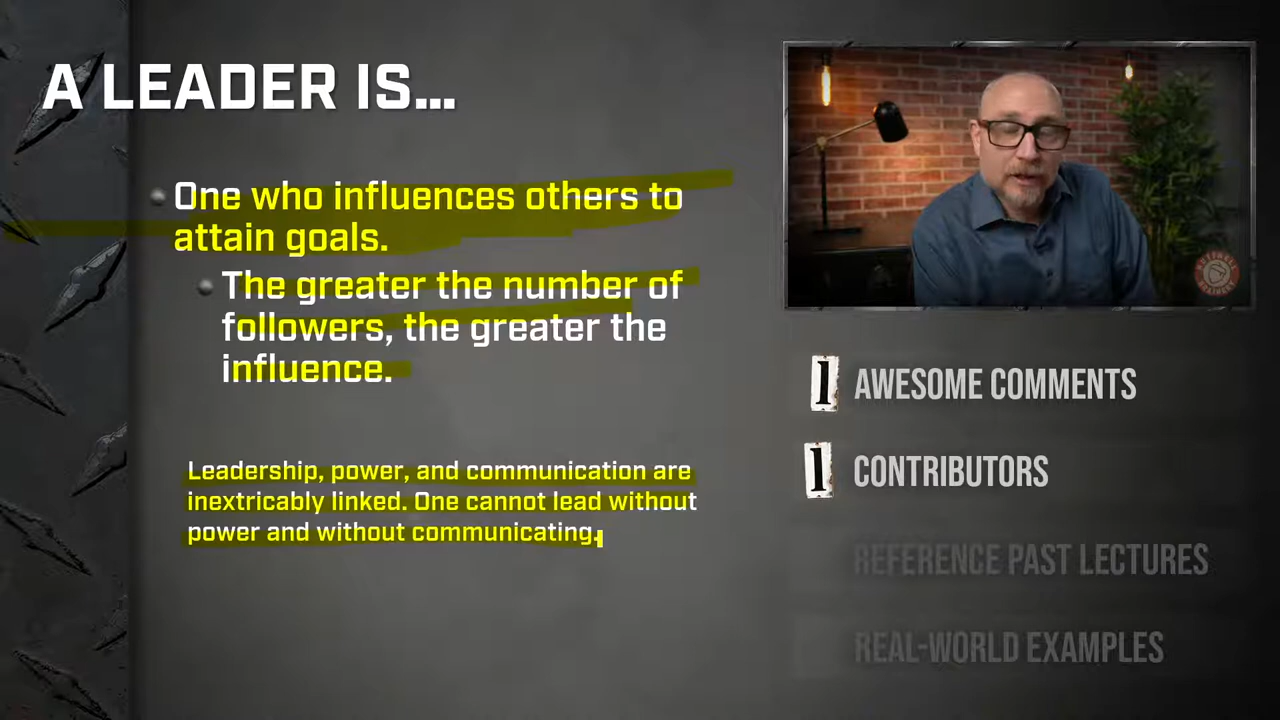 A LEADER IS...
One who influences others to
attain goals.
The greater the number of
followers, the greater the
influence.
Leadership, power, and communication are
inextricably linked. One cannot lead without
power and without communicating.
1 AWESOME COMMENTS
1 CONTRIBUTORS
REFERENCE PAST LECTURES
REAL-WORLD EXAMPLES